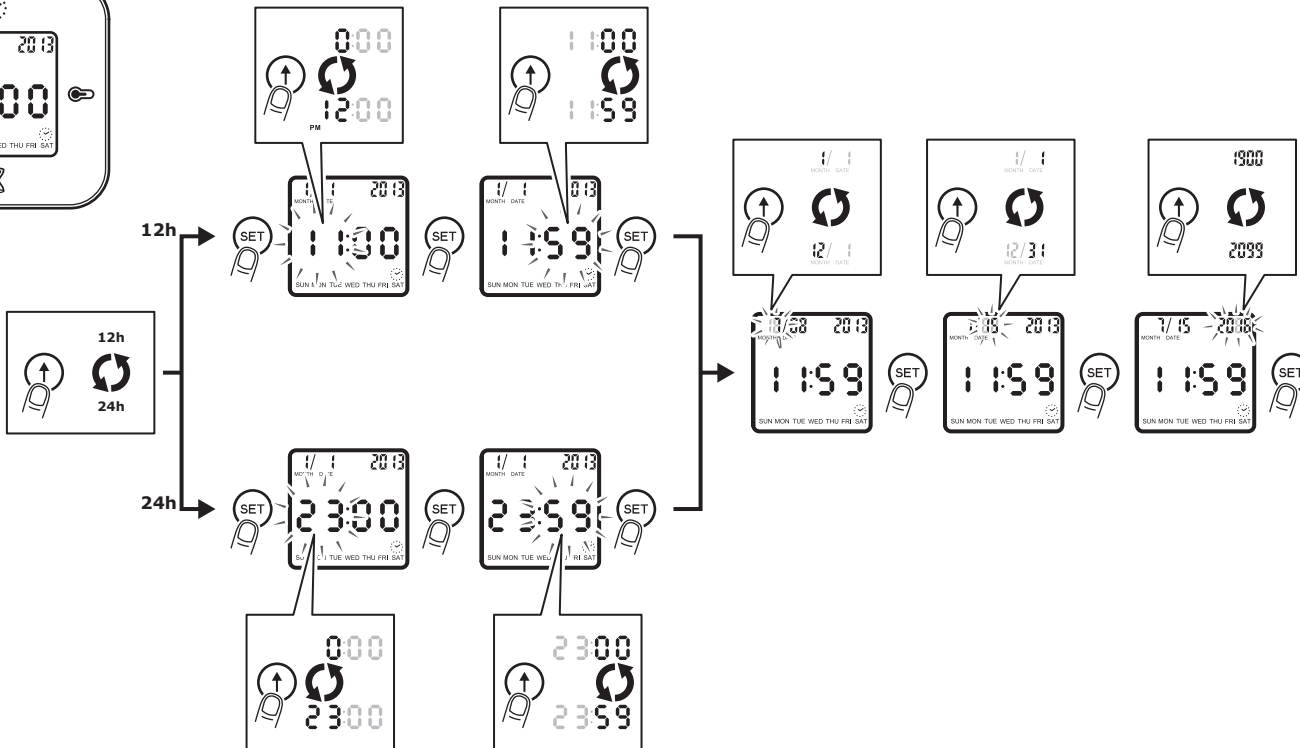 2013
00
ED THU FRI SAT
12h
24h
12h
0:00
12:00
PM
SET
1/ 1 2013
MONTH
11:00
SUN TUE WED THU FRI SAT
SET
11:00
11:59
1/ 1 013
MONTH DATE
11:59
SUN MON TUE WED FRI SAT
SET
24h
SET
1/ 1 2013
23:00
TUE WED THU FRI SAT
0:00
23:00
SET
1/ 1 2013
MONTH DATE
23:59
SUN MON TUE SAT
23:00
23:59
SET
1/ 1
MONTH DATE
12/ 1
MONTH DATE
2013
11:59
SUN MON TUE WED THU FRI SAT
SET
1/ 1
MONTH DATE
12/31
MONTH DATE
2013
MONTH DATE
11:59
SUN MON TUE WED THU FRI SAT
SET
1900
2099
7/ 15
MONTH DATE
11:59
SUN MON TUE WED THU FRI SAT
SET